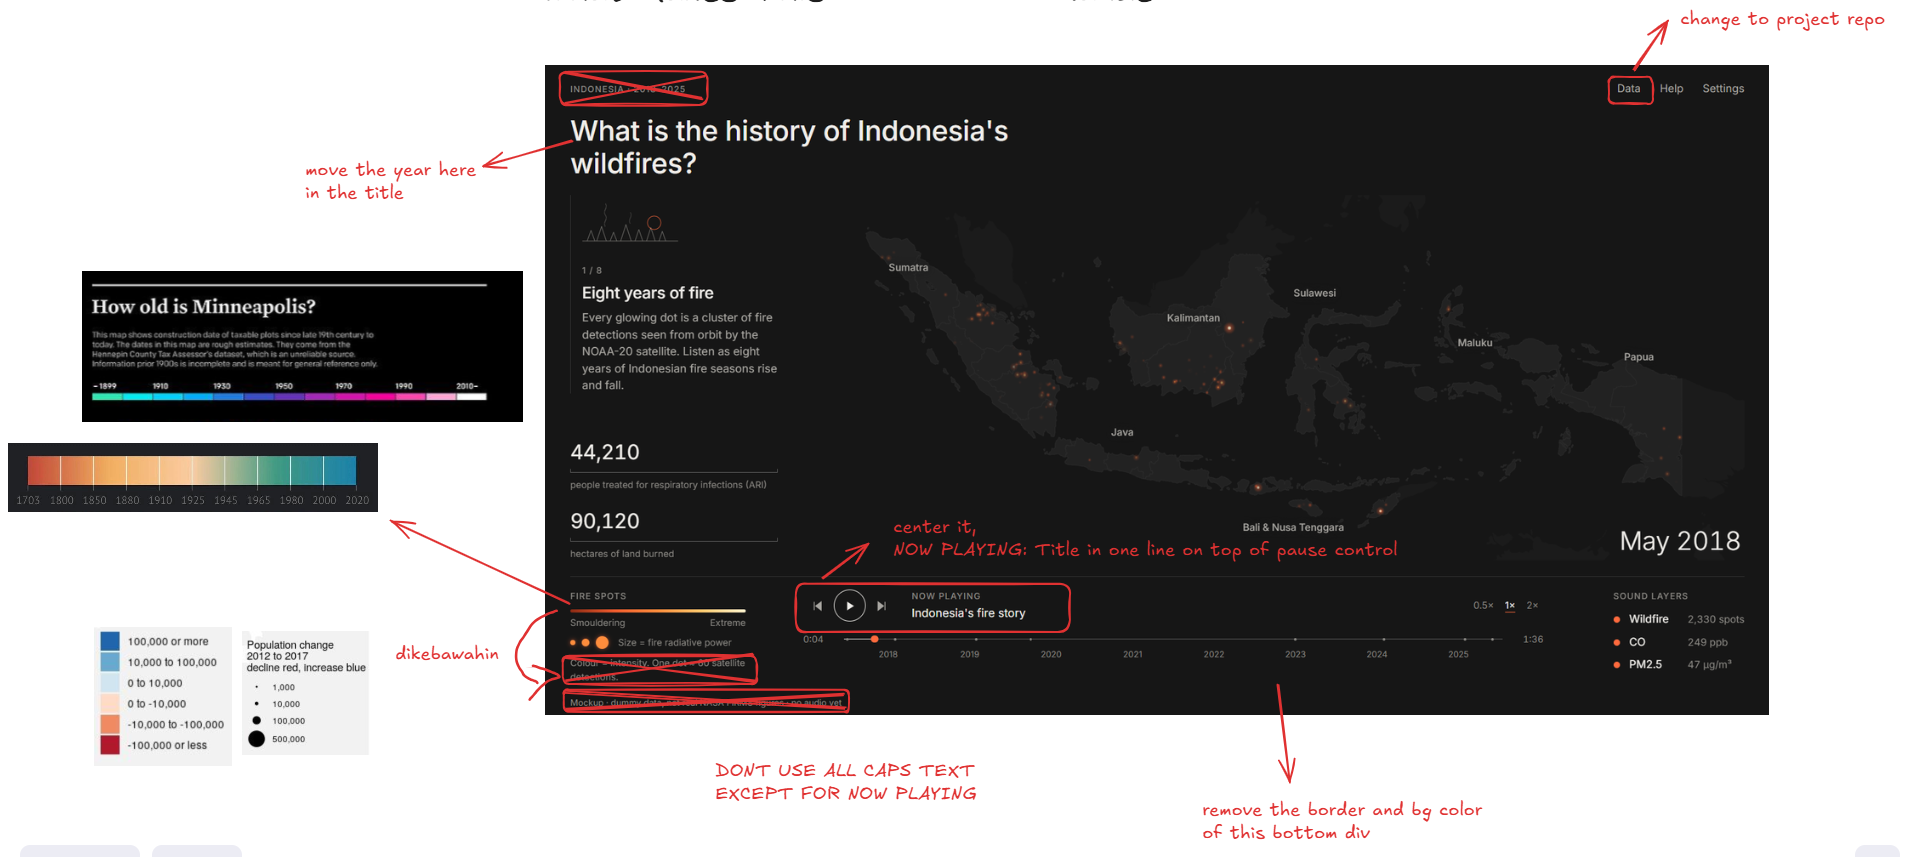 change to project repo
INDONESIA · 2018–2025
Data Help Settings
What is the history of Indonesia's
wildfires?
move the year here
in the title
1 / 8
Eight years of fire
Every glowing dot is a cluster of fire
detections seen from orbit by the
NOAA-20 satellite. Listen as eight
years of Indonesian fire seasons rise
and fall.
Sumatra
Kalimantan
Sulawesi
Maluku
Papua
Java
Bali & Nusa Tenggara
How old is Minneapolis?
This map shows construction date of taxable plots since late 19th century to
today. The dates in this map are rough estimates. They come from the
Hennepin County Tax Assessor's dataset, which is an unreliable source.
Information prior 1900s is incomplete and is meant for general reference only.
~1899 1910 1930 1950 1970 1990 2010~
1703 1800 1850 1880 1910 1925 1945 1965 1980 2000 2020
44,210
people treated for respiratory infections (ARI)
90,120
hectares of land burned
center it,
NOW PLAYING: Title in one line on top of pause control
May 2018
FIRE SPOTS
Smouldering Extreme
Size = fire radiative power
Colour = intensity. One dot = 60 satellite
detections.
Mockup · dummy data, figures · no audio yet
dikebawahin
NOW PLAYING
Indonesia's fire story
0.5× 1× 2×
0:04 1:36
2018 2019 2020 2021 2022 2023 2024 2025
SOUND LAYERS
Wildfire 2,330 spots
CO 249 ppb
PM2.5 47 µg/m³
100,000 or more
10,000 to 100,000
0 to 10,000
0 to -10,000
-10,000 to -100,000
-100,000 or less
Population change
2012 to 2017
decline red, increase blue
1,000
10,000
100,000
500,000
DONT USE ALL CAPS TEXT
EXCEPT FOR NOW PLAYING
remove the border and bg color
of this bottom div